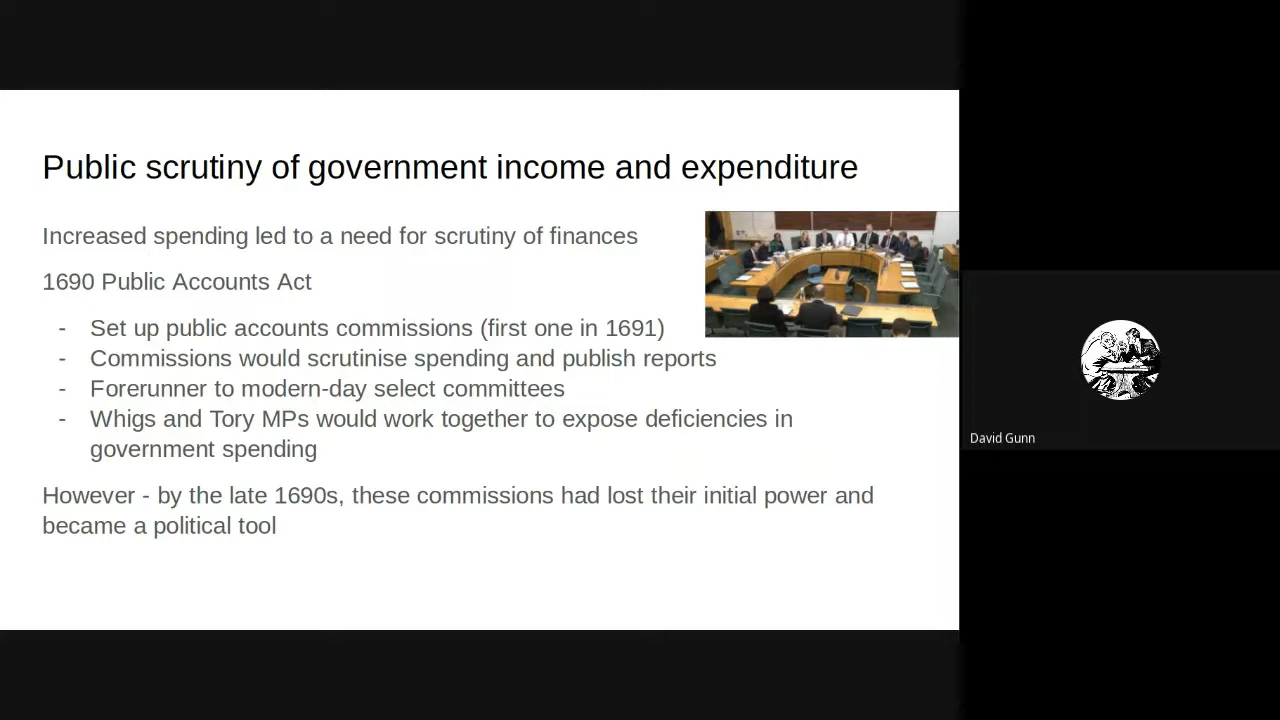 Public scrutiny of government income and expenditure
Increased spending led to a need for scrutiny of finances
1690 Public Accounts Act
- Set up public accounts commissions (first one in 1691)
- Commissions would scrutinise spending and publish reports
- Forerunner to modern-day select committees
- Whigs and Tory MPs would work together to expose deficiencies in
government spending
However - by the late 1690s, these commissions had lost their initial power and
became a political tool
David Gunn